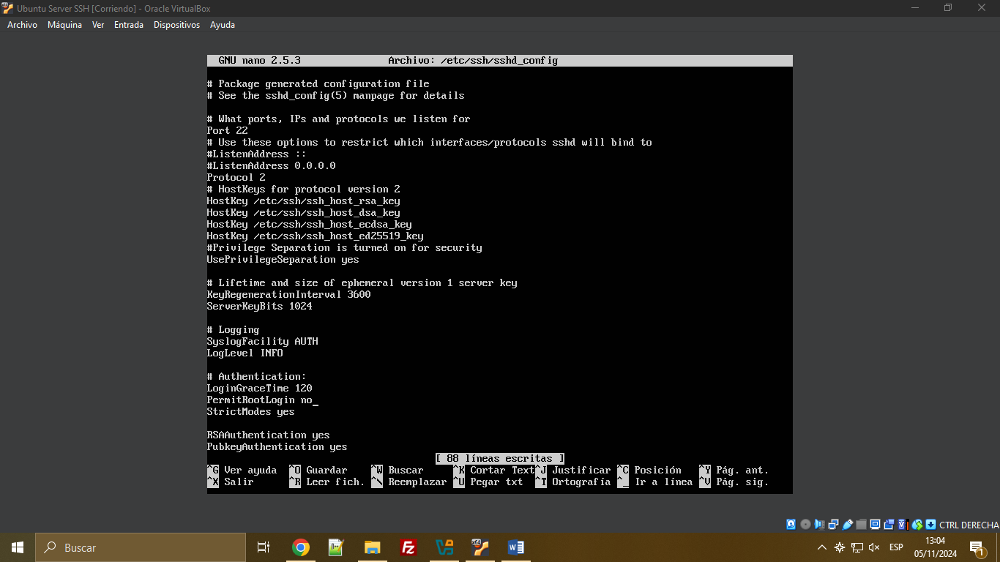 Ubuntu Server SSH [Corriendo] - Oracle VirtualBox
Archivo Máquina Ver Entrada Dispositivos Ayuda
GNU nano 2.5.3 Archivo: /etc/ssh/sshd_config
# Package generated configuration file
# See the sshd_config(5) manpage for details
# What ports, IPs and protocols we listen for
Port 22
# Use these options to restrict which interfaces/protocols sshd will bind to
#ListenAddress ::
#ListenAddress 0.0.0.0
Protocol 2
# HostKeys for protocol version 2
HostKey /etc/ssh/ssh_host_rsa_key
HostKey /etc/ssh/ssh_host_dsa_key
HostKey /etc/ssh/ssh_host_ecdsa_key
HostKey /etc/ssh/ssh_host_ed25519_key
#Privilege Separation is turned on for security
UsePrivilegeSeparation yes
# Lifetime and size of ephemeral version 1 server key
KeyRegenerationInterval 3600
ServerKeyBits 1024
# Logging
SyslogFacility AUTH
LogLevel INFO
# Authentication:
LoginGraceTime 120
PermitRootLogin no_
StrictModes yes
RSAAuthentication yes
PubkeyAuthentication yes
[ 88 líneas escritas ]
^G Ver ayuda ^O Guardar ^W Buscar ^K Cortar Text ^J Justificar ^C Posición ^Y Pág. ant.
^X Salir ^R Leer fich. ^\ Reemplazar ^U Pegar txt ^T Ortografía ^_ Ir a línea ^V Pág. sig.
CTRL DERECHA
Buscar
ESP
13:04
05/11/2024
1